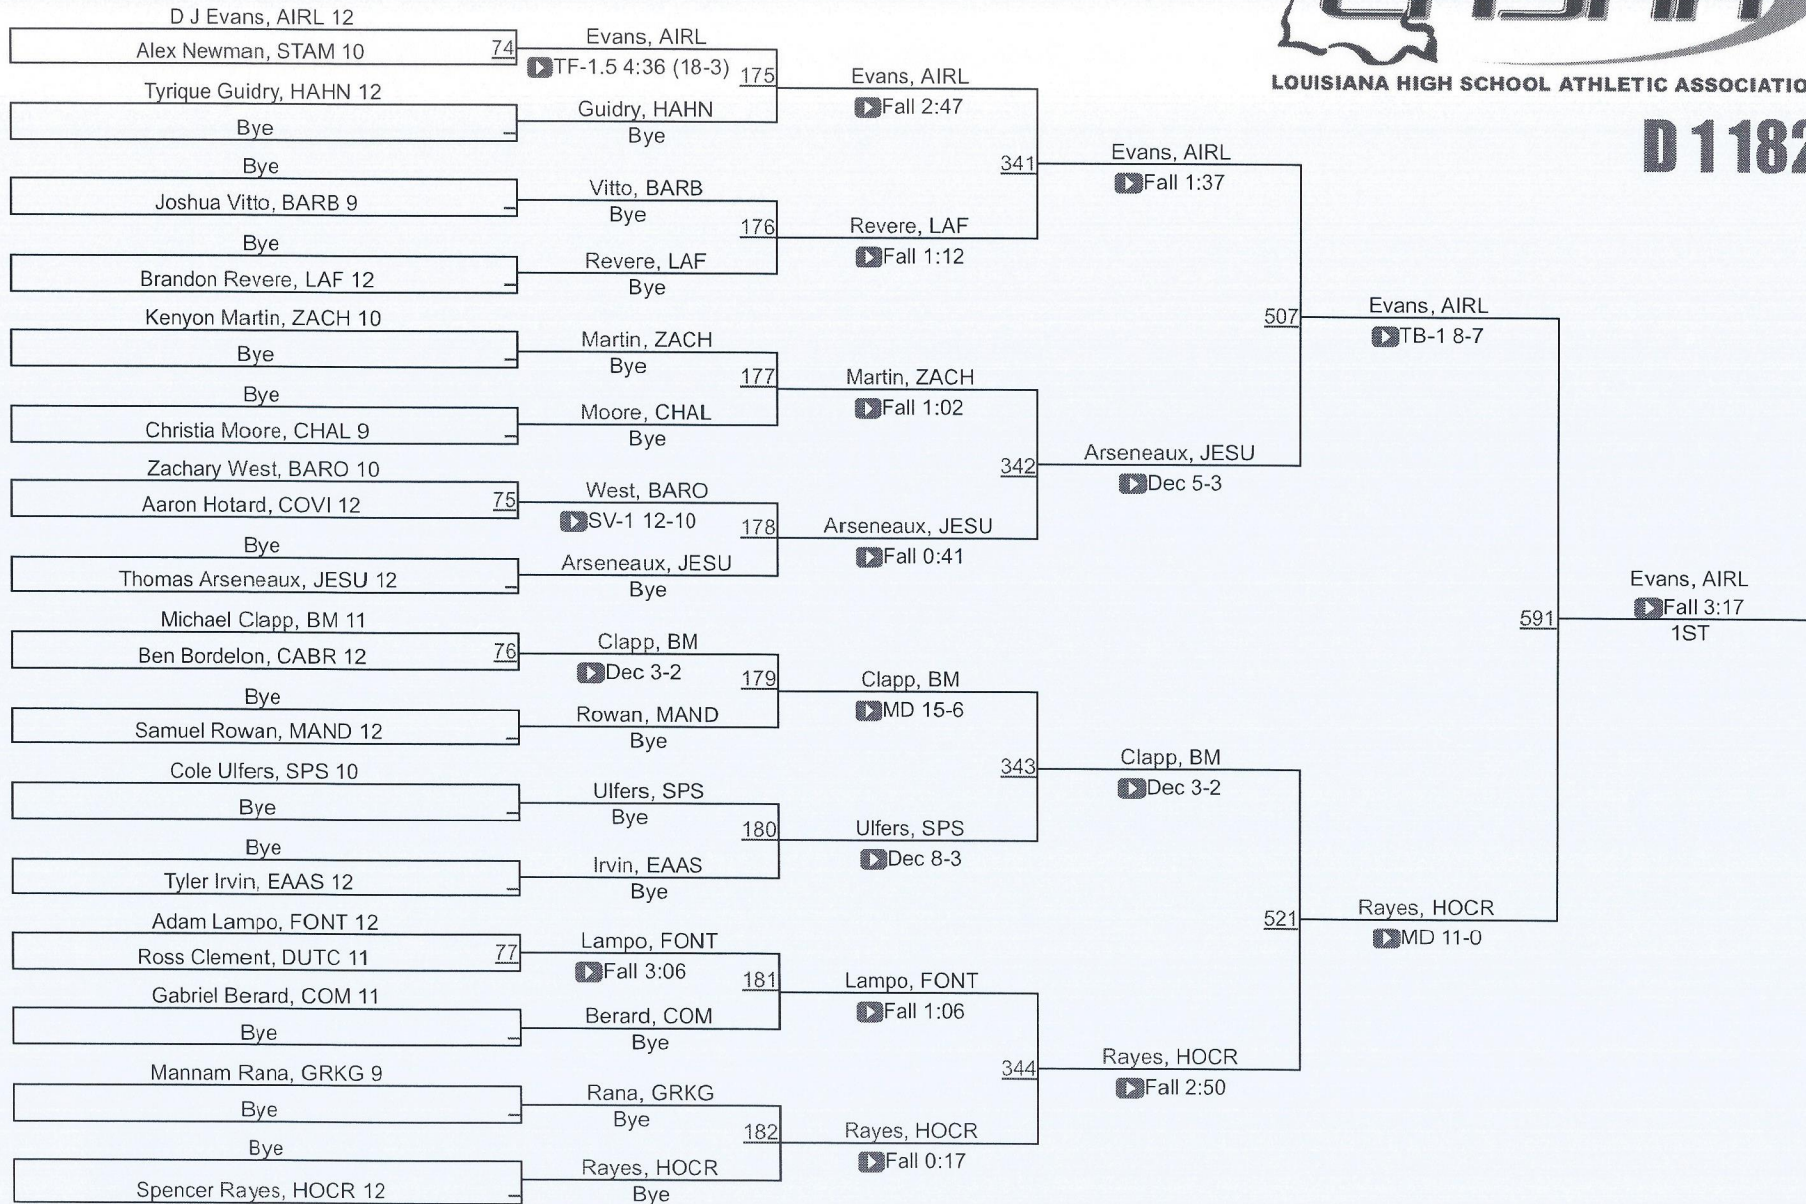 D J Evans, AIRL 12
Alex Newman, STAM 10
74
Tyrique Guidry, HAHN 12
Bye
Bye
Joshua Vitto, BARB 9
Bye
Brandon Revere, LAF 12
Kenyon Martin, ZACH 10
Bye
Bye
Christia Moore, CHAL 9
Zachary West, BARO 10
Aaron Hotard, COVI 12
75
Bye
Thomas Arseneaux, JESU 12
Michael Clapp, BM 11
Ben Bordelon, CABR 12
76
Bye
Samuel Rowan, MAND 12
Cole Ulfers, SPS 10
Bye
Bye
Tyler Irvin, EAAS 12
Adam Lampo, FONT 12
Ross Clement, DUTC 11
77
Gabriel Berard, COM 11
Bye
Mannam Rana, GRKG 9
Bye
Bye
Spencer Rayes, HOCR 12
Evans, AIRL
TF-1.5 4:36 (18-3)
175
Guidry, HAHN
Bye
Vitto, BARB
Bye
176
Revere, LAF
Bye
Martin, ZACH
Bye
177
Moore, CHAL
Bye
West, BARO
SV-1 12-10
178
Arseneaux, JESU
Bye
Clapp, BM
Dec 3-2
179
Rowan, MAND
Bye
Ulfers, SPS
Bye
180
Irvin, EAAS
Bye
Lampo, FONT
Fall 3:06
181
Berard, COM
Bye
Rana, GRKG
Bye
182
Rayes, HOCR
Bye
Evans, AIRL
Fall 2:47
341
Revere, LAF
Fall 1:12
Martin, ZACH
Fall 1:02
342
Arseneaux, JESU
Fall 0:41
Clapp, BM
MD 15-6
343
Ulfers, SPS
Dec 8-3
Lampo, FONT
Fall 1:06
344
Rayes, HOCR
Fall 0:17
Evans, AIRL
Fall 1:37
507
Arseneaux, JESU
Dec 5-3
Clapp, BM
Dec 3-2
521
Rayes, HOCR
Fall 2:50
Evans, AIRL
TB-1 8-7
591
Rayes, HOCR
MD 11-0
Evans, AIRL
Fall 3:17
1ST
LHSAA
LOUISIANA HIGH SCHOOL ATHLETIC ASSOCIATIO
D 1 182